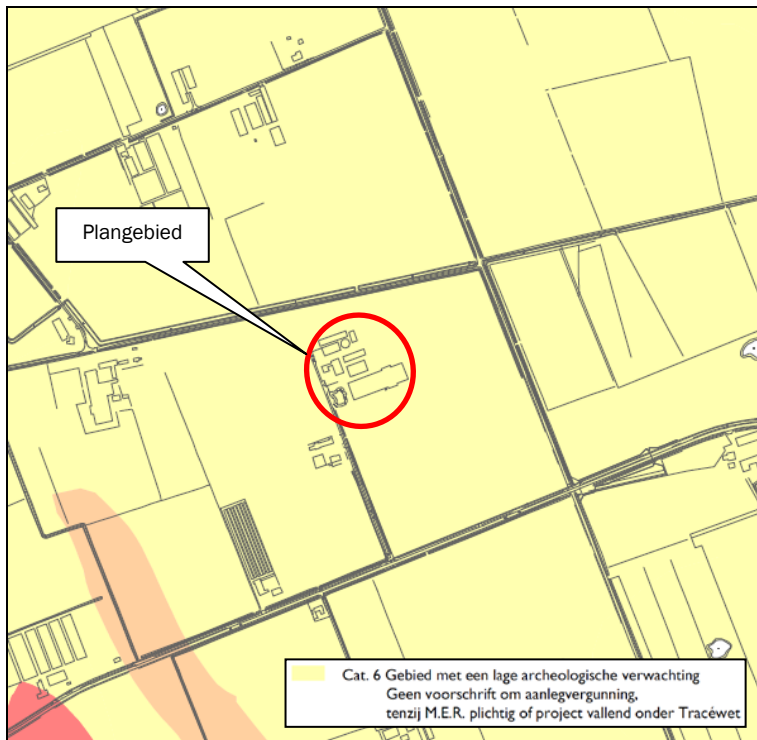 Plangebied
Cat. 6 Gebied met een lage archeologische verwachting
Geen voorschrift om aanlegvergunning,
tenzij M.E.R. plichtig of project vallend onder Tracéwet